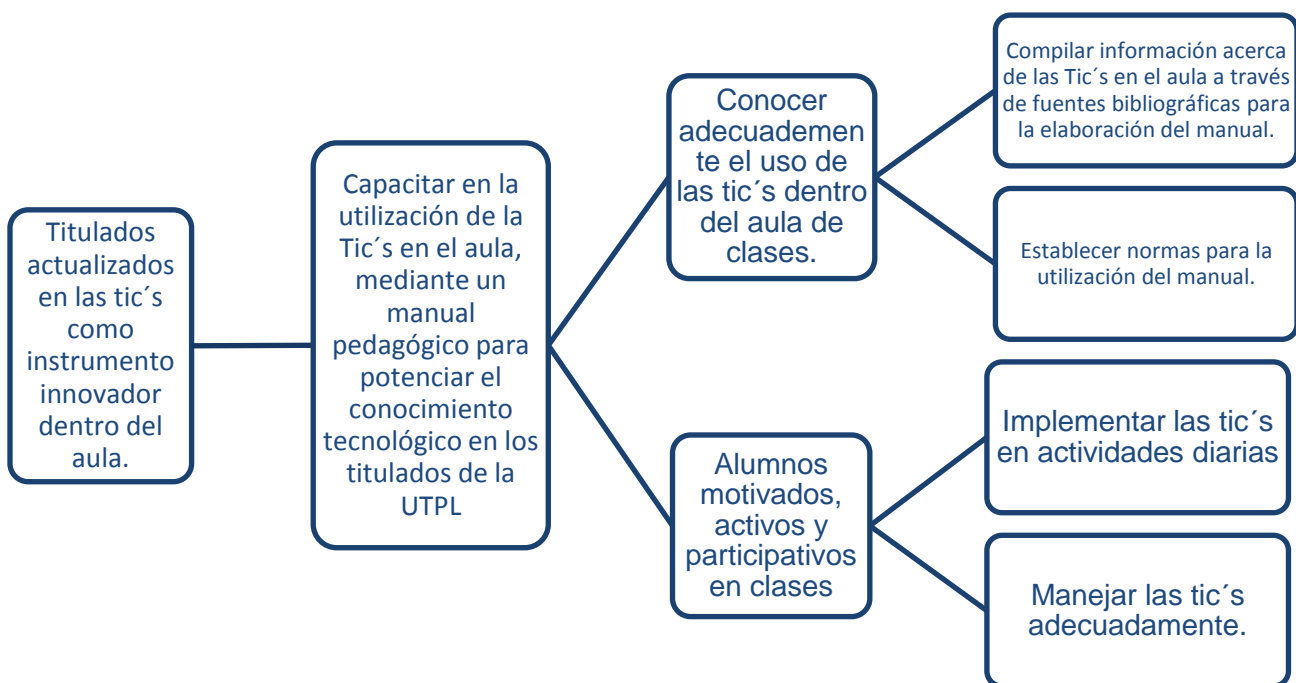 Titulados
actualizados
en las tic´s
como
instrumento
innovador
dentro del
aula.
Capacitar en la
utilización de la
Tic´s en el aula,
mediante un
manual
pedagógico para
potenciar el
conocimiento
tecnológico en los
titulados de la
UTPL
Conocer
adecuademen
te el uso de
las tic´s dentro
del aula de
clases.
Compilar información acerca
de las Tic´s en el aula a través
de fuentes bibliográficas para
la elaboración del manual.
Establecer normas para la
utilización del manual.
Alumnos
motivados,
activos y
participativos
en clases
Implementar las tic´s
en actividades diarias
Manejar las tic´s
adecuadamente.